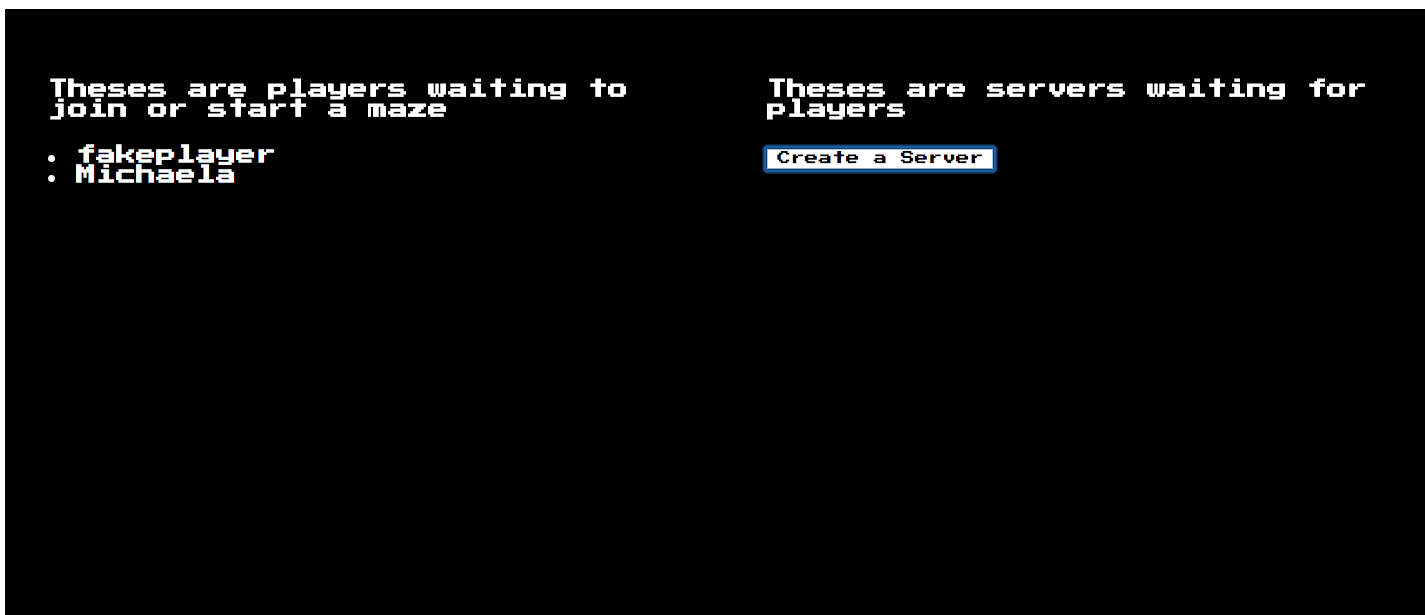 Theses are players waiting to
join or start a maze
fakeplayer
Michaela
Theses are servers waiting for
players
Create a Server